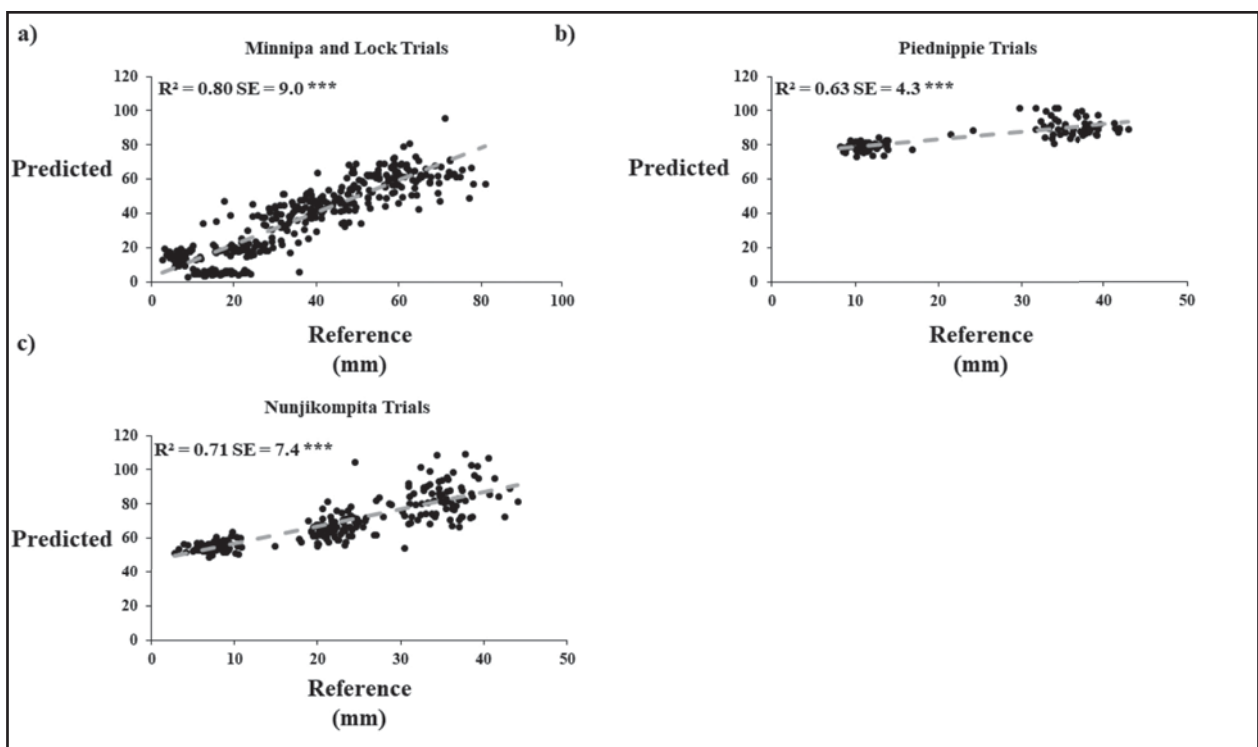 a)
Minnipa and Lock Trials
R² = 0.80 SE = 9.0 ***
120
100
80
60
40
20
0
Predicted
0 20 40 60 80 100
Reference
(mm)
b)
Piednippie Trials
R² = 0.63 SE = 4.3 ***
120
100
80
60
40
20
0
Predicted
0 10 20 30 40 50
Reference
(mm)
c)
Nunjikompita Trials
R² = 0.71 SE = 7.4 ***
120
100
80
60
40
20
0
Predicted
0 10 20 30 40 50
Reference
(mm)